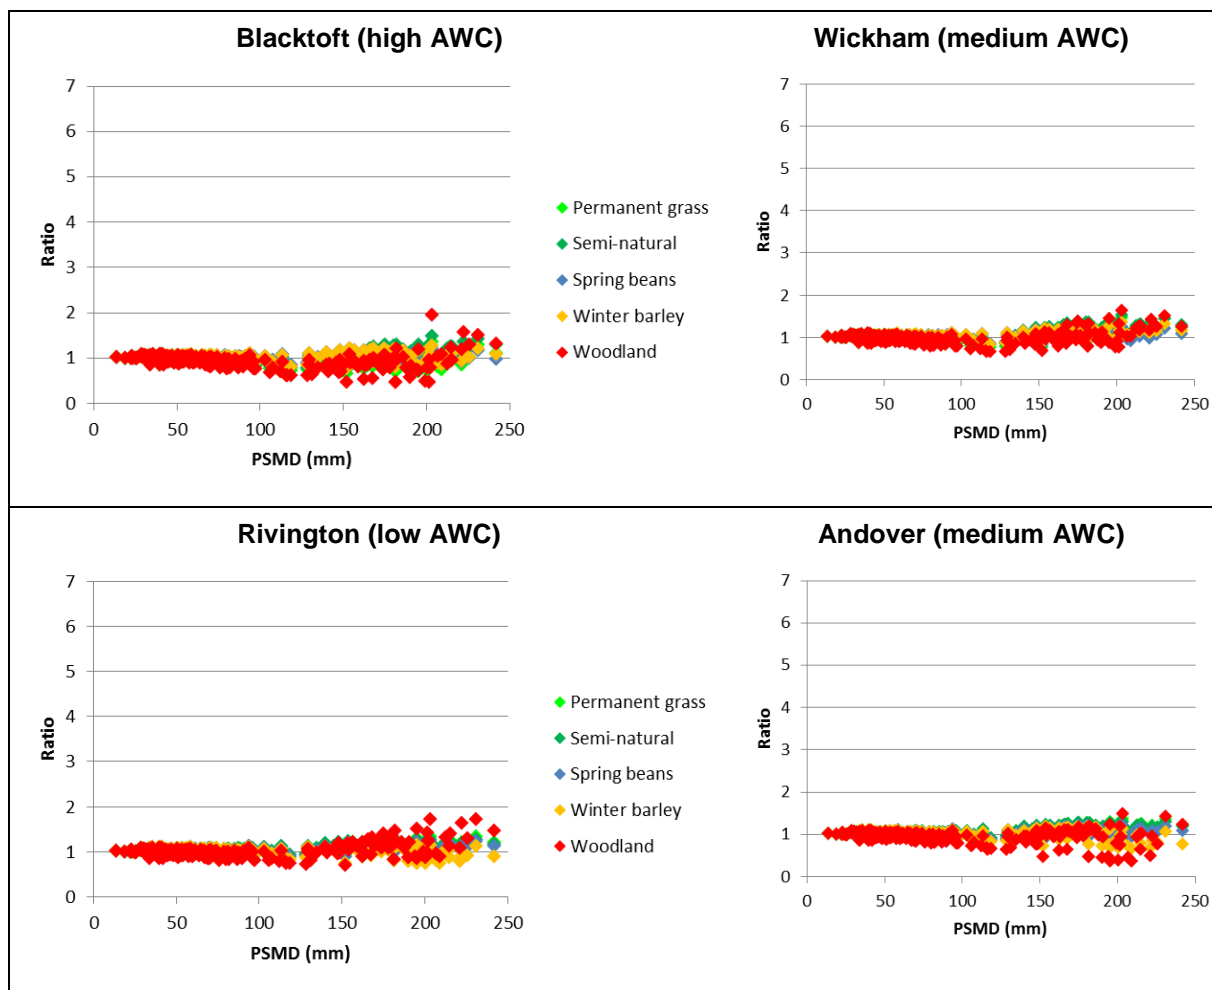 Blacktoft (high AWC)
7
6
5
4
3
2
1
0
Ratio
0 50 100 150 200 250
PSMD (mm)
Permanent grass
Semi-natural
Spring beans
Winter barley
Woodland
Wickham (medium AWC)
7
6
5
4
3
2
1
0
Ratio
0 50 100 150 200 250
PSMD (mm)
Rivington (low AWC)
7
6
5
4
3
2
1
0
Ratio
0 50 100 150 200 250
PSMD (mm)
Permanent grass
Semi-natural
Spring beans
Winter barley
Woodland
Andover (medium AWC)
7
6
5
4
3
2
1
0
Ratio
0 50 100 150 200 250
PSMD (mm)